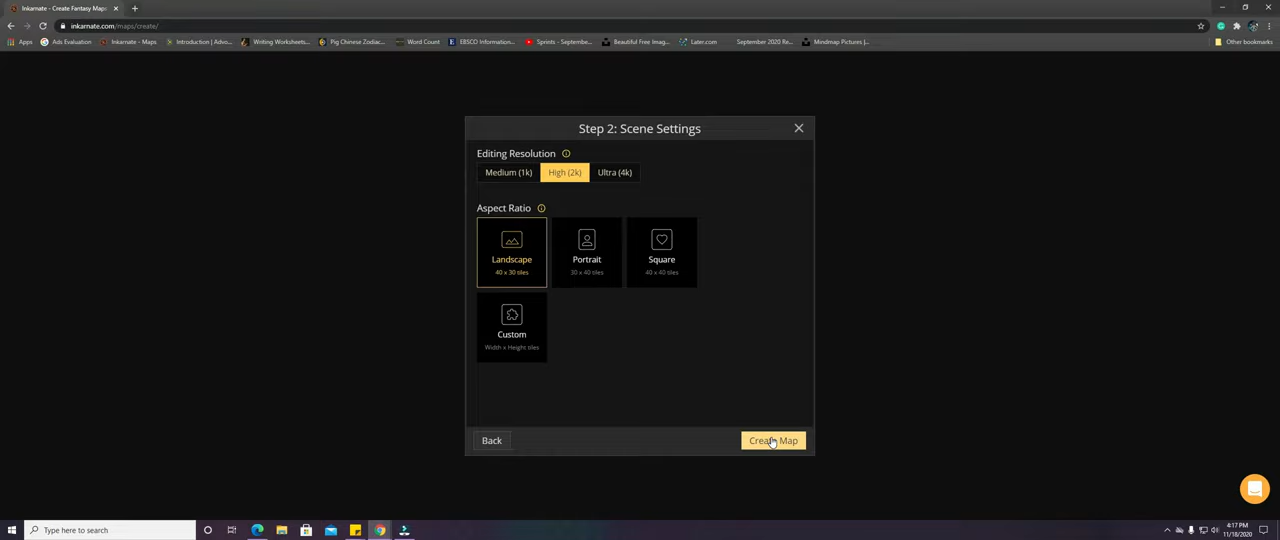 Inkarnate - Create Fantasy Maps
inkarnate.com/maps/create/
Apps Ads Evaluation Inkarnate - Maps Introduction | Advo... Writing Worksheets... Pig Chinese Zodiac... Word Count EBSCO Information... Sprints - Septembe... Beautiful Free Imag... Later.com September 2020 Re... Mindmap Pictures |... Other bookmarks
Step 2: Scene Settings
Editing Resolution
Medium (1k) High (2k) Ultra (4k)
Aspect Ratio
Landscape Portrait Square
40 x 30 tiles 30 x 40 tiles 40 x 40 tiles
Custom
Width x Height tiles
Back Create Map
Type here to search
4:17 PM
11/18/2020